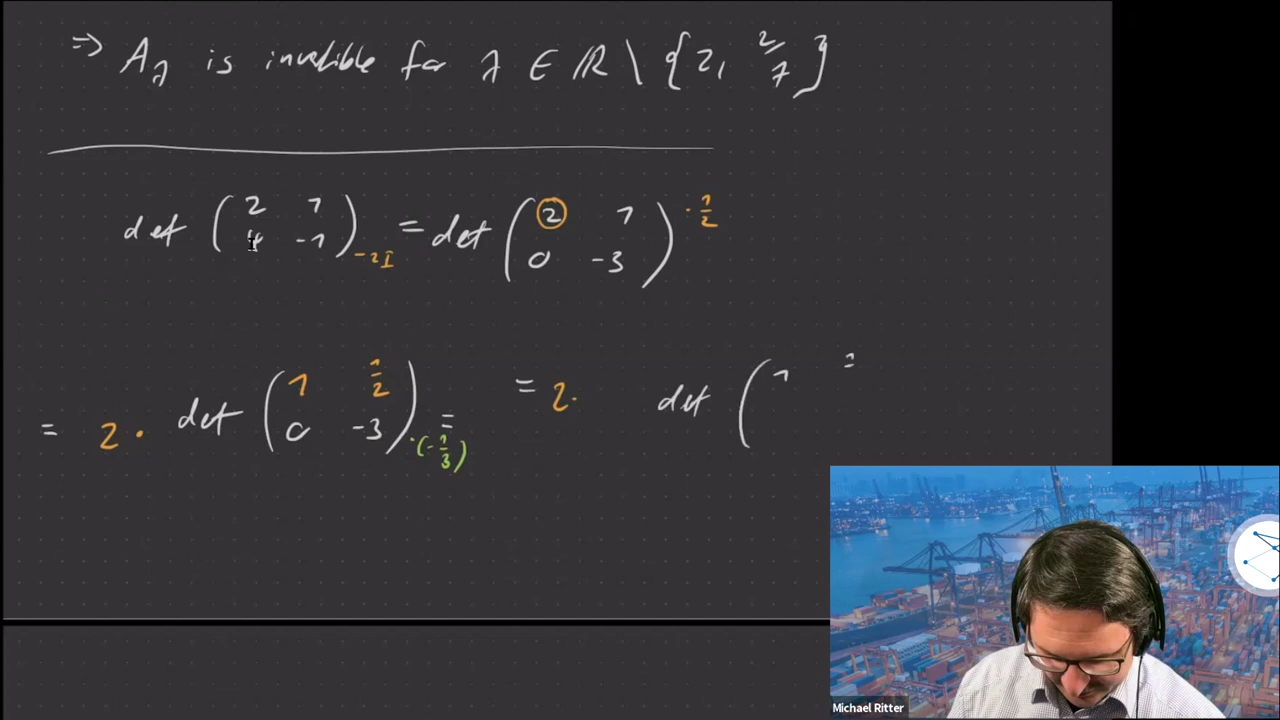 => A_λ is invertible for λ ∈ ℝ \ {2, 2/7}
det ( 2 1 ; 4 -1 ) -2I = det ( 2 1 ; 0 -3 ) · 1/2
= 2 · det ( 1 1/2 ; 0 -3 ) ·(-1/3) = = 2· det ( 1
Michael Ritter